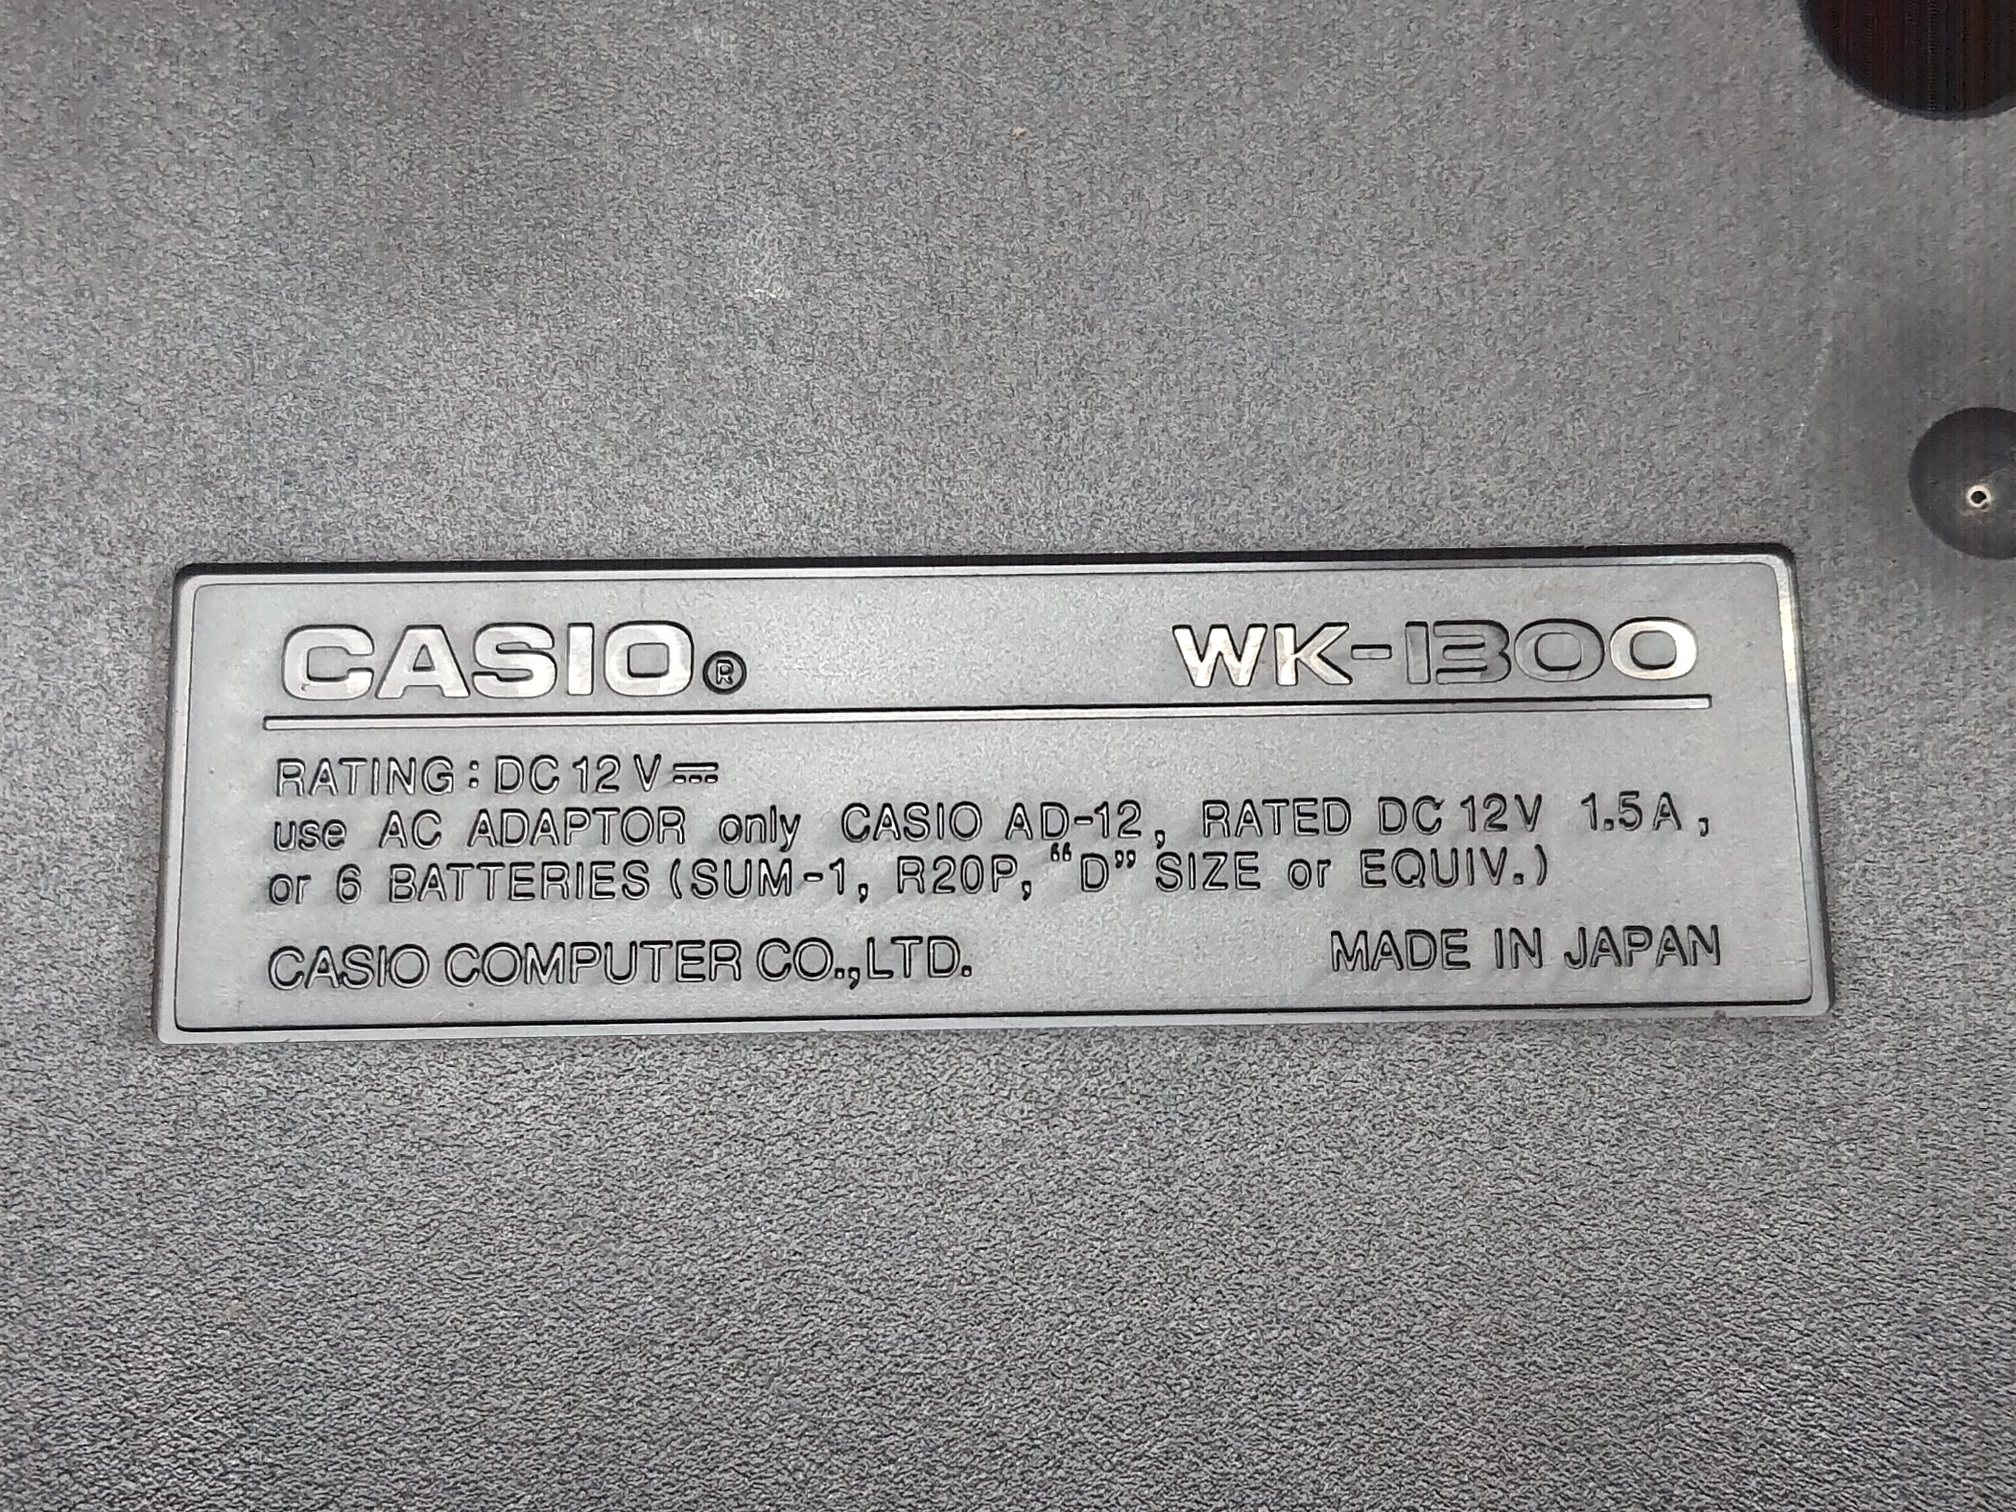 CASIO® WK-1300
RATING : DC 12 V ⎓
use AC ADAPTOR only CASIO AD-12, RATED DC 12V 1.5A,
or 6 BATTERIES (SUM-1, R20P, “D” SIZE or EQUIV.)
CASIO COMPUTER CO.,LTD. MADE IN JAPAN